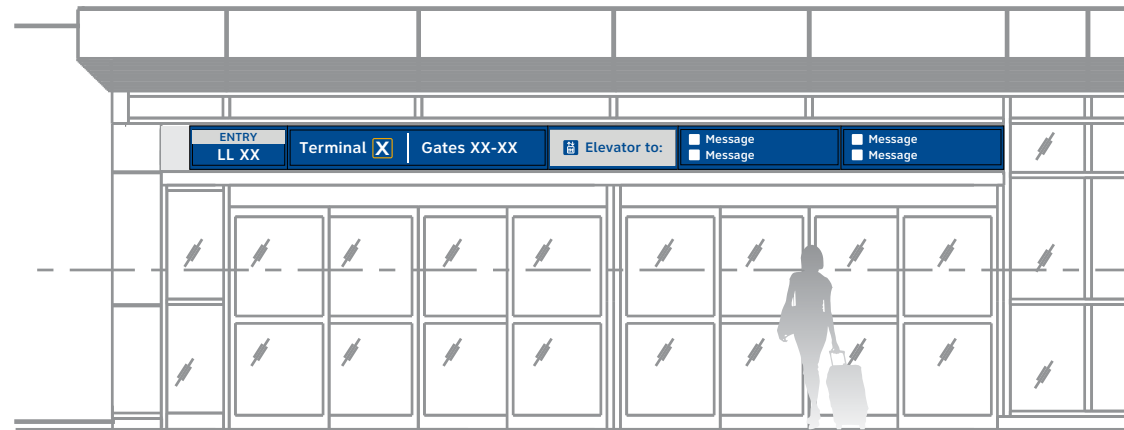 ENTRY
LL XX
Terminal X
Gates XX-XX
Elevator to:
Message
Message
Message
Message